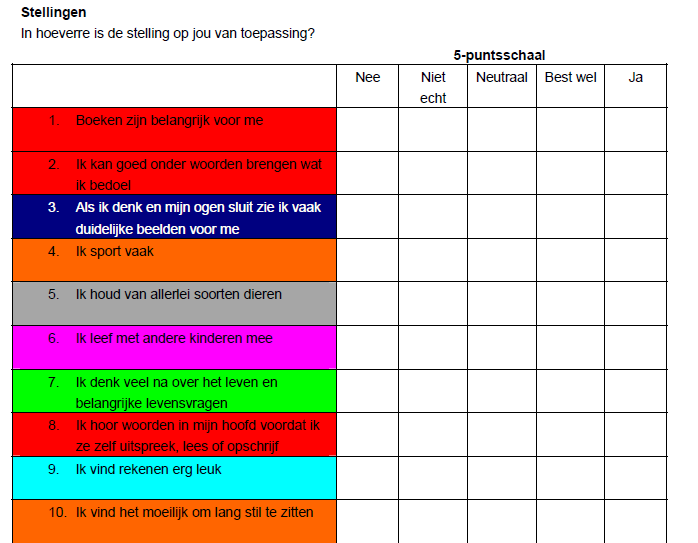 Stellingen
In hoeverre is de stelling op jou van toepassing?
5-puntsschaal
Nee
Niet
echt
Neutraal
Best wel
Ja
1. Boeken zijn belangrijk voor me
2. Ik kan goed onder woorden brengen wat
ik bedoel
3. Als ik denk en mijn ogen sluit zie ik vaak
duidelijke beelden voor me
4. Ik sport vaak
5. Ik houd van allerlei soorten dieren
6. Ik leef met andere kinderen mee
7. Ik denk veel na over het leven en
belangrijke levensvragen
8. Ik hoor woorden in mijn hoofd voordat ik
ze zelf uitspreek, lees of opschrijf
9. Ik vind rekenen erg leuk
10. Ik vind het moeilijk om lang stil te zitten